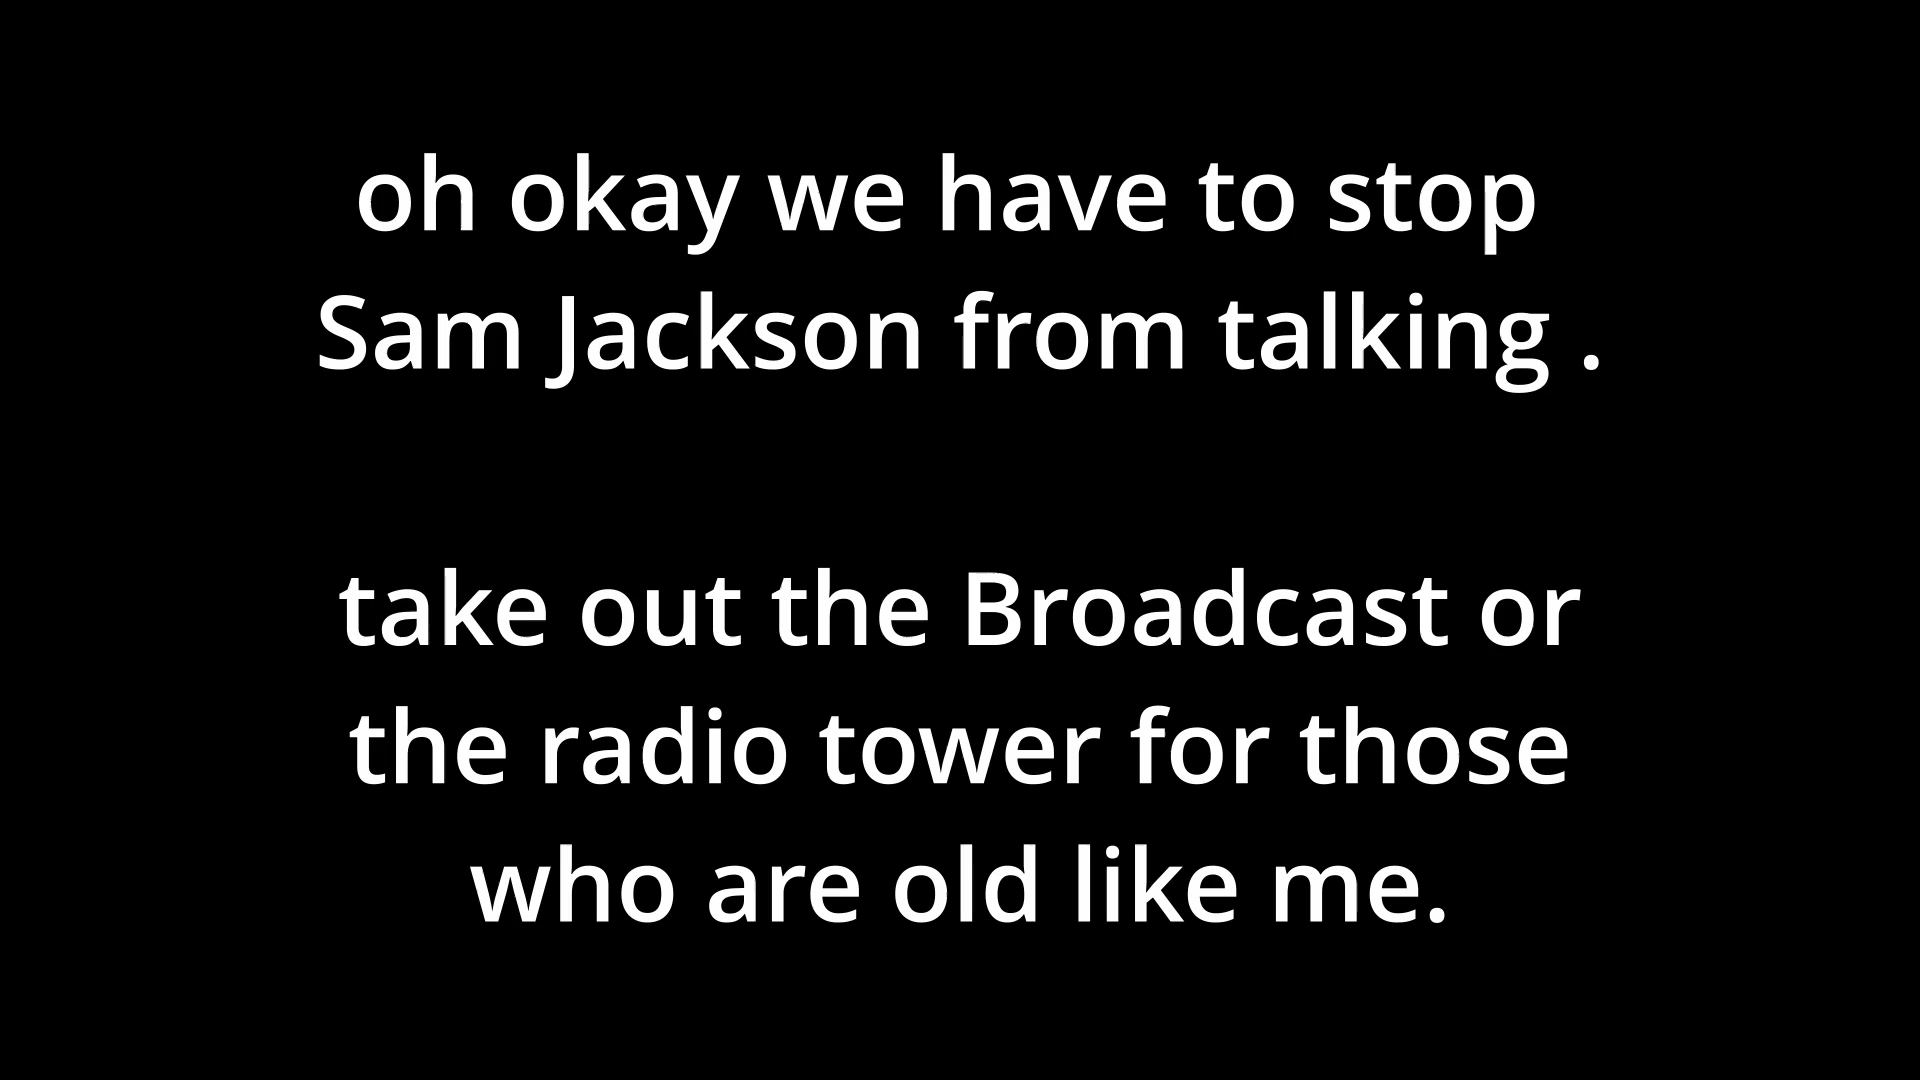 oh okay we have to stop
Sam Jackson from talking .
take out the Broadcast or
the radio tower for those
who are old like me.